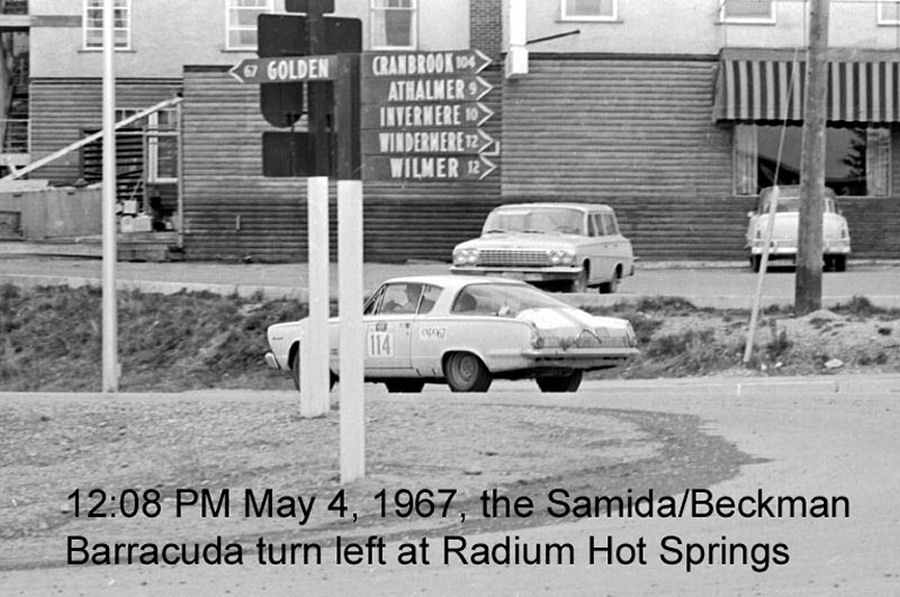 67 GOLDEN
CRANBROOK 104
ATHALMER 9
INVERMERE 10
WINDERMERE 12
WILMER 12
114
12:08 PM May 4, 1967, the Samida/Beckman
Barracuda turn left at Radium Hot Springs